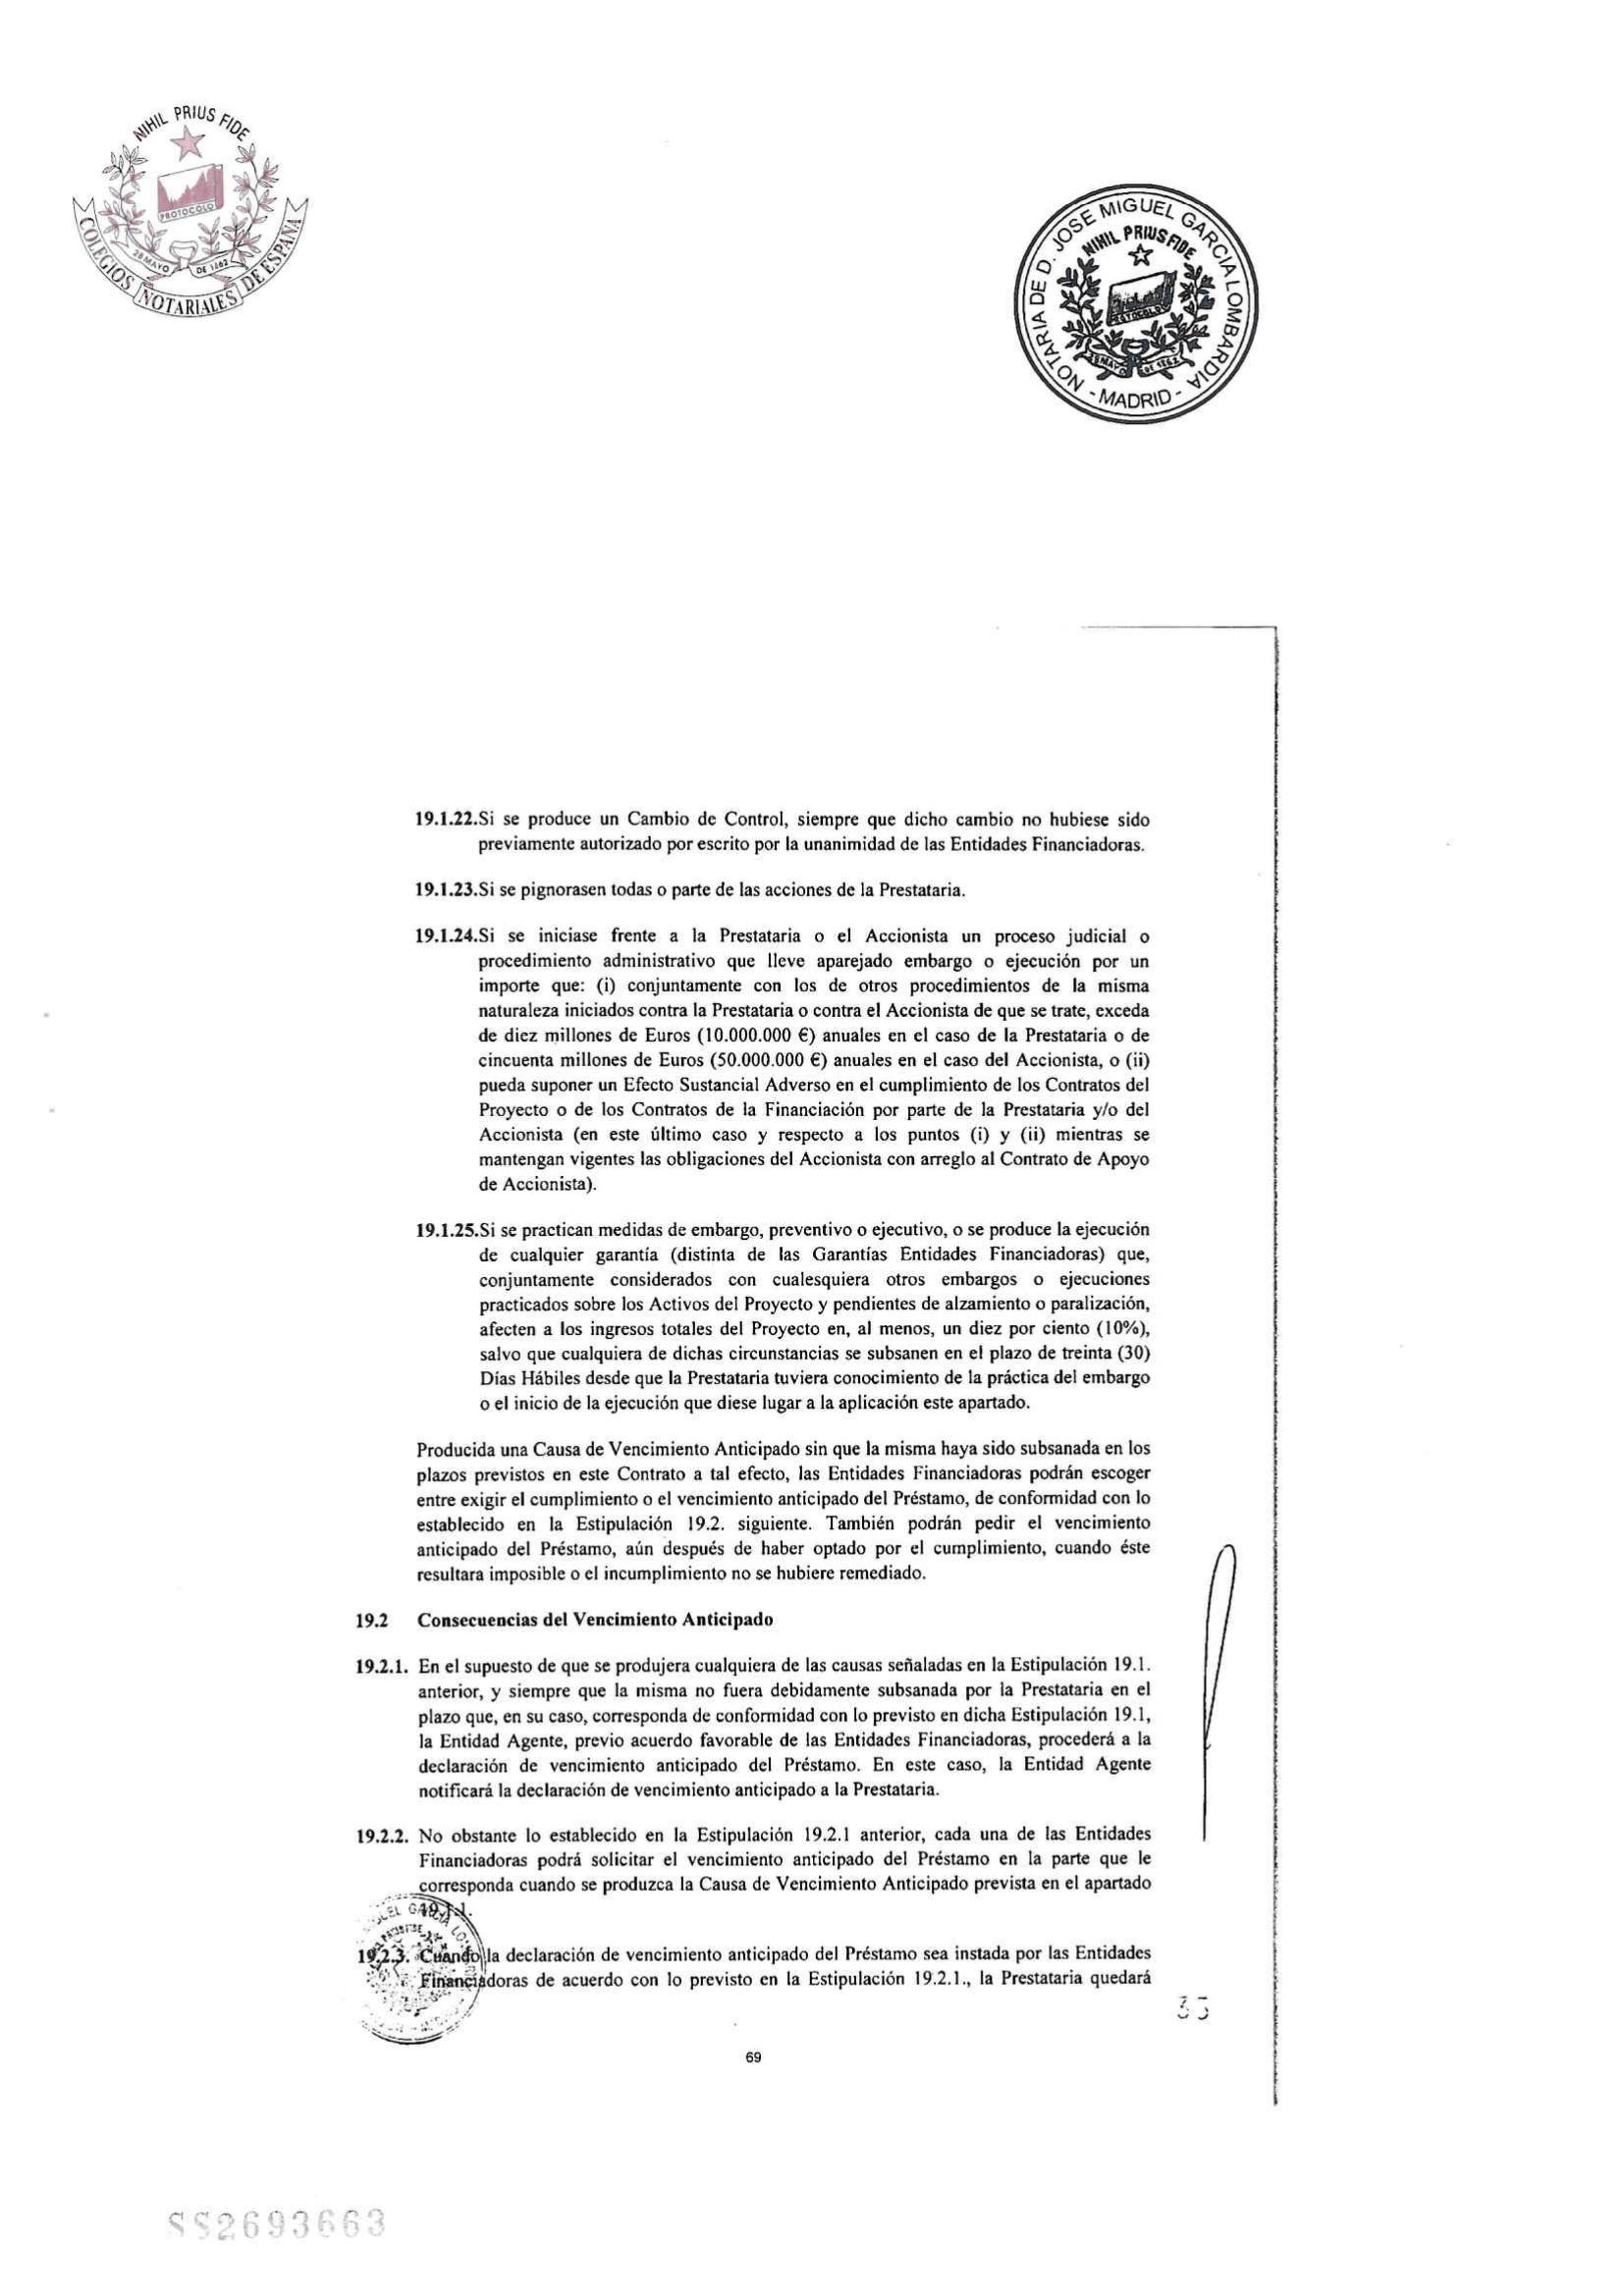 NIHIL PRIUS FIDE
PROTOCOLO
28 MAYO DE 1862
COLEGIOS NOTARIALES DE ESPAÑA
NOTARIA DE D. JOSE MIGUEL GARCIA LOMBARDIA
NIHIL PRIUS FIDE
PROTOCOLO
28 MAYO DE 1862
- MADRID -
19.1.22.Si se produce un Cambio de Control, siempre que dicho cambio no hubiese sido
previamente autorizado por escrito por la unanimidad de las Entidades Financiadoras.
19.1.23.Si se pignorasen todas o parte de las acciones de la Prestataria.
19.1.24.Si se iniciase frente a la Prestataria o el Accionista un proceso judicial o
procedimiento administrativo que lleve aparejado embargo o ejecución por un
importe que: (i) conjuntamente con los de otros procedimientos de la misma
naturaleza iniciados contra la Prestataria o contra el Accionista de que se trate, exceda
de diez millones de Euros (10.000.000 €) anuales en el caso de la Prestataria o de
cincuenta millones de Euros (50.000.000 €) anuales en el caso del Accionista, o (ii)
pueda suponer un Efecto Sustancial Adverso en el cumplimiento de los Contratos del
Proyecto o de los Contratos de la Financiación por parte de la Prestataria y/o del
Accionista (en este último caso y respecto a los puntos (i) y (ii) mientras se
mantengan vigentes las obligaciones del Accionista con arreglo al Contrato de Apoyo
de Accionista).
19.1.25.Si se practican medidas de embargo, preventivo o ejecutivo, o se produce la ejecución
de cualquier garantía (distinta de las Garantías Entidades Financiadoras) que,
conjuntamente considerados con cualesquiera otros embargos o ejecuciones
practicados sobre los Activos del Proyecto y pendientes de alzamiento o paralización,
afecten a los ingresos totales del Proyecto en, al menos, un diez por ciento (10%),
salvo que cualquiera de dichas circunstancias se subsanen en el plazo de treinta (30)
Días Hábiles desde que la Prestataria tuviera conocimiento de la práctica del embargo
o el inicio de la ejecución que diese lugar a la aplicación este apartado.
Producida una Causa de Vencimiento Anticipado sin que la misma haya sido subsanada en los
plazos previstos en este Contrato a tal efecto, las Entidades Financiadoras podrán escoger
entre exigir el cumplimiento o el vencimiento anticipado del Préstamo, de conformidad con lo
establecido en la Estipulación 19.2. siguiente. También podrán pedir el vencimiento
anticipado del Préstamo, aún después de haber optado por el cumplimiento, cuando éste
resultara imposible o el incumplimiento no se hubiere remediado.
19.2 Consecuencias del Vencimiento Anticipado
19.2.1. En el supuesto de que se produjera cualquiera de las causas señaladas en la Estipulación 19.1.
anterior, y siempre que la misma no fuera debidamente subsanada por la Prestataria en el
plazo que, en su caso, corresponda de conformidad con lo previsto en dicha Estipulación 19.1,
la Entidad Agente, previo acuerdo favorable de las Entidades Financiadoras, procederá a la
declaración de vencimiento anticipado del Préstamo. En este caso, la Entidad Agente
notificará la declaración de vencimiento anticipado a la Prestataria.
19.2.2. No obstante lo establecido en la Estipulación 19.2.1 anterior, cada una de las Entidades
Financiadoras podrá solicitar el vencimiento anticipado del Préstamo en la parte que le
corresponda cuando se produzca la Causa de Vencimiento Anticipado prevista en el apartado
19.1.1.
19.2.3. Cuando la declaración de vencimiento anticipado del Préstamo sea instada por las Entidades
Financiadoras de acuerdo con lo previsto en la Estipulación 19.2.1., la Prestataria quedará
69
SS2693663